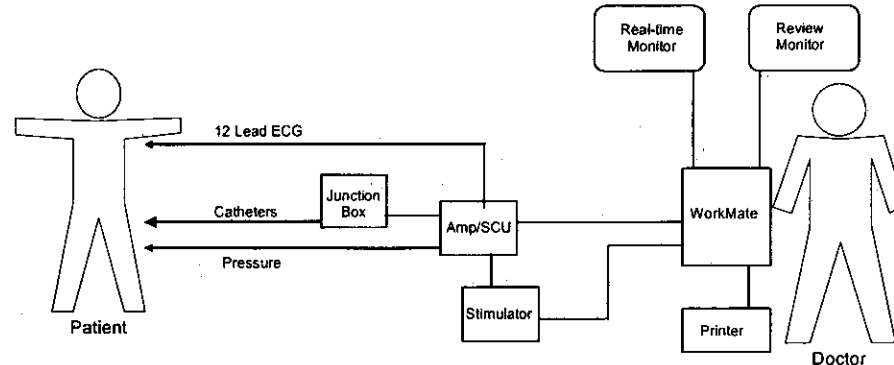 Real-time
Monitor
Review
Monitor
12 Lead ECG
Junction
Box
Catheters
Amp/SCU
WorkMate
Pressure
Stimulator
Printer
Patient
Doctor